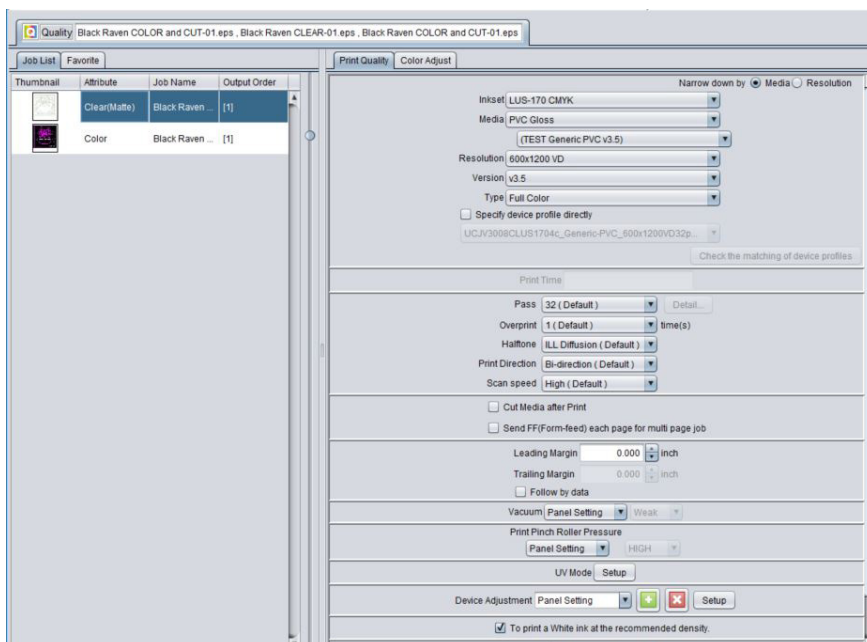 Quality Black Raven COLOR and CUT-01.eps , Black Raven CLEAR-01.eps , Black Raven COLOR and CUT-01.eps
Job List Favorite
Thumbnail Attribute Job Name Output Order
Clear(Matte) Black Raven ... [1]
Color Black Raven ... [1]
Print Quality Color Adjust
Narrow down by Media Resolution
Inkset LUS-170 CMYK
Media PVC Gloss
(TEST Generic PVC v3.5)
Resolution 600x1200 VD
Version v3.5
Type Full Color
Specify device profile directly
UCJV3008CLUS1704c_Generic-PVC_600x1200VD32p...
Check the matching of device profiles
Print Time
Pass 32 ( Default ) Detail...
Overprint 1 ( Default ) time(s)
Halftone ILL Diffusion ( Default )
Print Direction Bi-direction ( Default )
Scan speed High ( Default )
Cut Media after Print
Send FF(Form-feed) each page for multi page job
Leading Margin 0.000 inch
Trailing Margin 0.000 inch
Follow by data
Vacuum Panel Setting Weak
Print Pinch Roller Pressure
Panel Setting HIGH
UV Mode Setup
Device Adjustment Panel Setting Setup
To print a White ink at the recommended density.